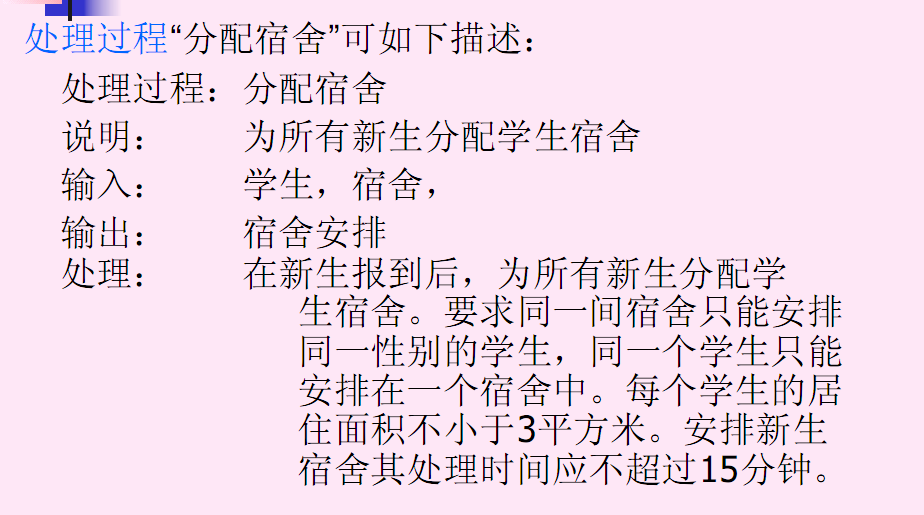 处理过程“分配宿舍”可如下描述：
处理过程：分配宿舍
说明： 为所有新生分配学生宿舍
输入： 学生，宿舍，
输出： 宿舍安排
处理： 在新生报到后，为所有新生分配学
生宿舍。要求同一间宿舍只能安排
同一性别的学生，同一个学生只能
安排在一个宿舍中。每个学生的居
住面积不小于3平方米。安排新生
宿舍其处理时间应不超过15分钟。